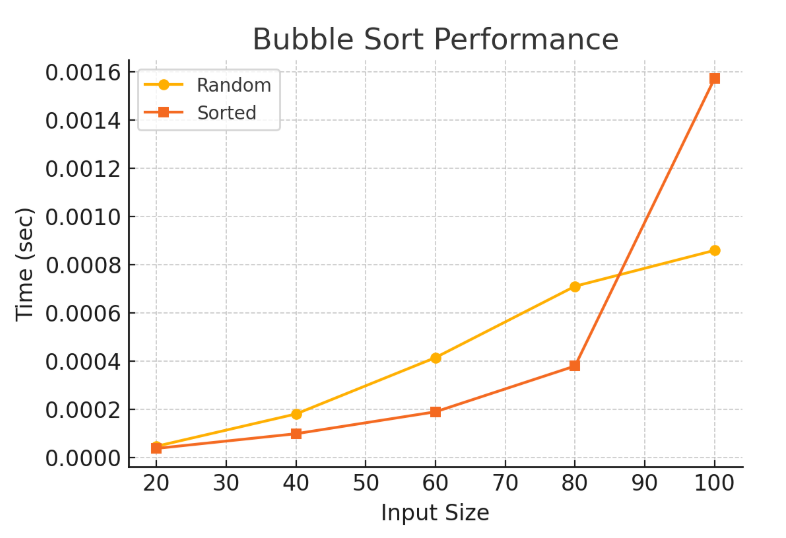 Bubble Sort Performance
Random
Sorted
Time (sec)
0.0016
0.0014
0.0012
0.0010
0.0008
0.0006
0.0004
0.0002
0.0000
20 30 40 50 60 70 80 90 100
Input Size